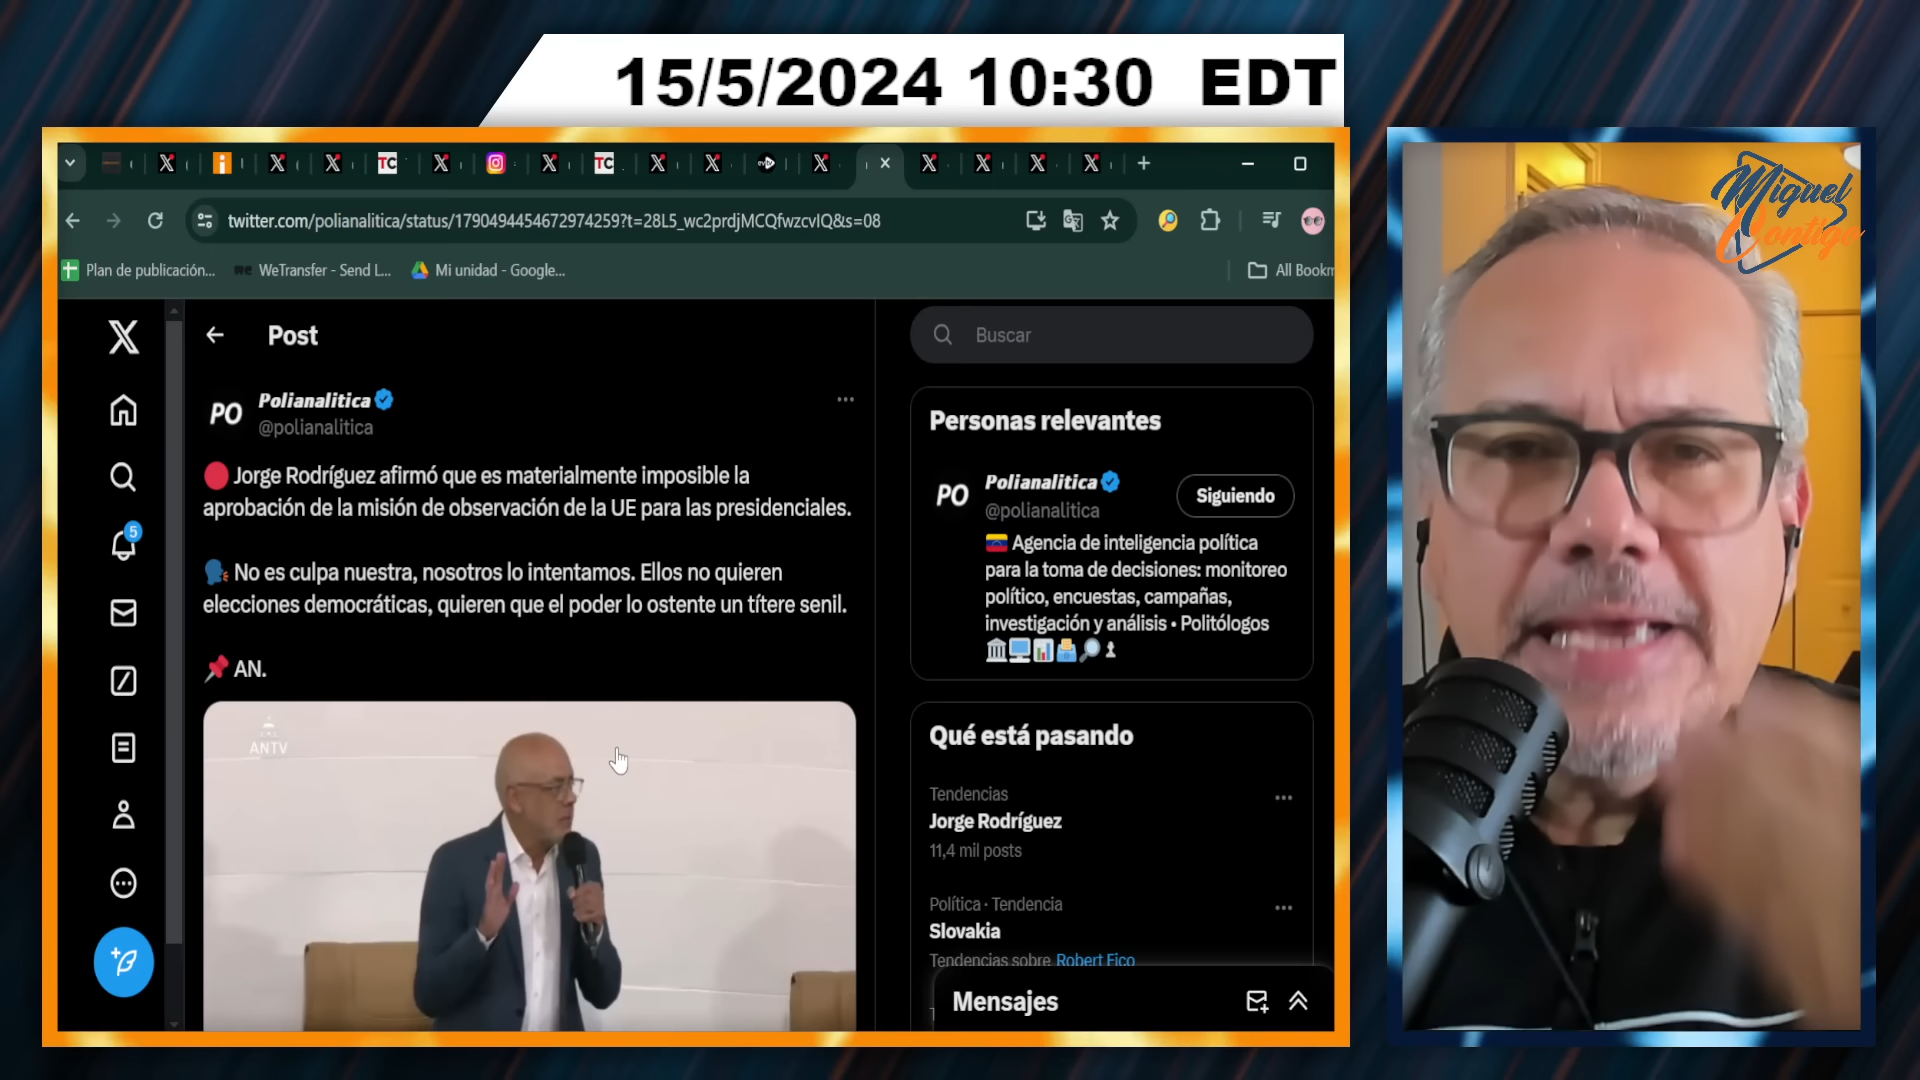 15/5/2024 10:30 EDT
Miguel
Contigo
TC
TC
twitter.com/polianalitica/status/1790494454672974259?t=28L5_wc2prdjMCQfwzcvIQ&s=08
Plan de publicación...
WeTransfer - Send L...
Mi unidad - Google...
All Bookm
Post
Buscar
PO
Polianalitica
@polianalitica
🔴 Jorge Rodríguez afirmó que es materialmente imposible la
aprobación de la misión de observación de la UE para las presidenciales.
🗣 No es culpa nuestra, nosotros lo intentamos. Ellos no quieren
elecciones democráticas, quieren que el poder lo ostente un títere senil.
📌 AN.
ANTV
5
Personas relevantes
PO
Polianalitica
@polianalitica
Siguiendo
🇻🇪 Agencia de inteligencia política
para la toma de decisiones: monitoreo
político, encuestas, campañas,
investigación y análisis • Politólogos
Qué está pasando
Tendencias
Jorge Rodríguez
11,4 mil posts
Política · Tendencia
Slovakia
Tendencias sobre Robert Fico
Mensajes